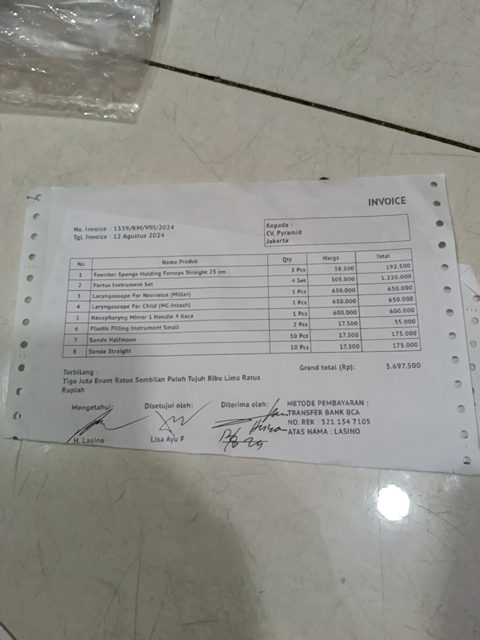 INVOICE
No. Invoice : 1339/KM/VIII/2024
Tgl. Invoice : 12 Agustus 2024
Kepada :
CV. Pyramid
Jakarta
No Nama Produk Qty Harga Total
1 Foerster Sponge Holding Forceps Straight 25 nm 5 Pcs 38.500 192.500
2 Partus Instrument Set 4 Set 305.000 1.220.000
3 Laryngoscope For Neonatus (Miller) 1 Pcs 650.000 650.000
4 Laryngoscope For Child (MC-Intosh) 1 Pcs 650.000 650.000
5 Nasopharyng Mirror 1 Handle 4 Kaca 1 Pcs 600.000 600.000
6 Plastic Filling Instrument Small 2 Pcs 17.500 35.000
7 Sonde Halfmoon 10 Pcs 17.500 175.000
8 Sonde Straight 10 Pcs 17.500 175.000
Grand total (Rp): 3.697.500
Terbilang :
Tiga Juta Enam Ratus Sembilan Puluh Tujuh Ribu Lima Ratus
Rupiah
Mengetahui: Disetujui oleh: Diterima oleh:
H. Lasino Lisa Ayu F
METODE PEMBAYARAN :
TRANSFER BANK BCA
NO. REK : 521 134 7105
ATAS NAMA : LASINO